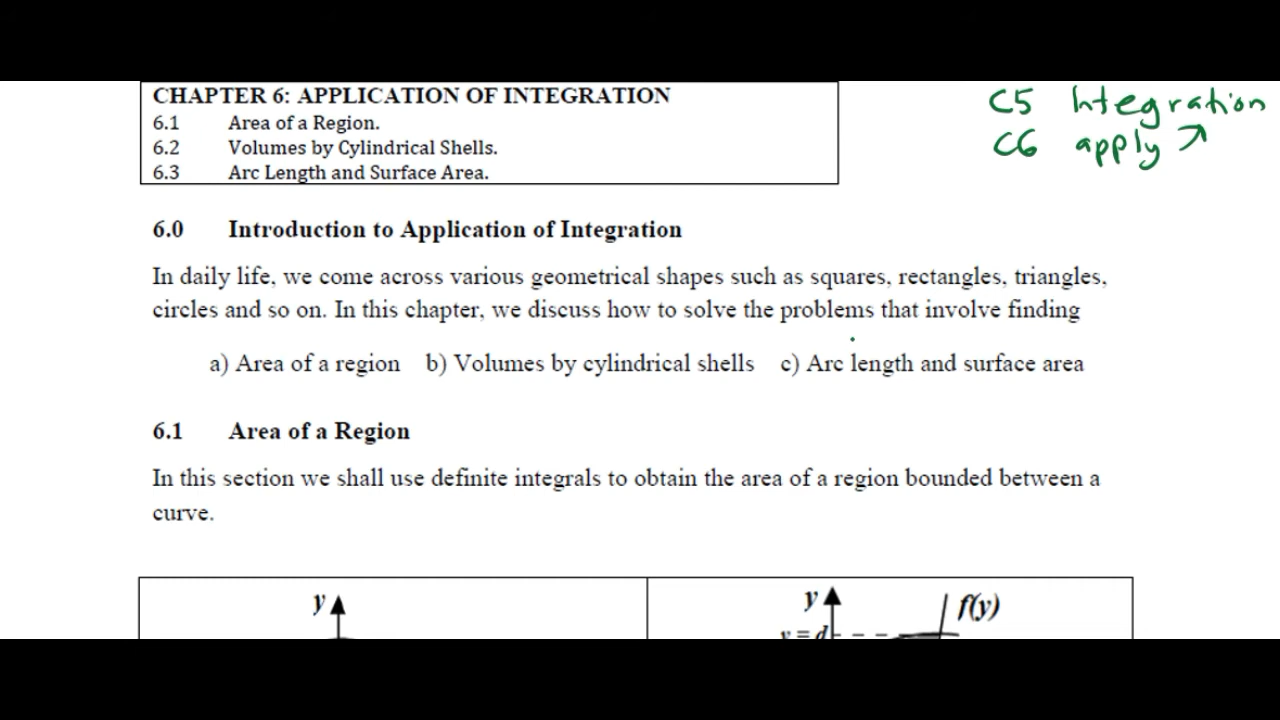 CHAPTER 6: APPLICATION OF INTEGRATION
6.1 Area of a Region.
6.2 Volumes by Cylindrical Shells.
6.3 Arc Length and Surface Area.
C5 Integration
C6 apply
6.0 Introduction to Application of Integration
In daily life, we come across various geometrical shapes such as squares, rectangles, triangles,
circles and so on. In this chapter, we discuss how to solve the problems that involve finding
a) Area of a region b) Volumes by cylindrical shells c) Arc length and surface area
6.1 Area of a Region
In this section we shall use definite integrals to obtain the area of a region bounded between a
curve.
y
y f(y)
y = d